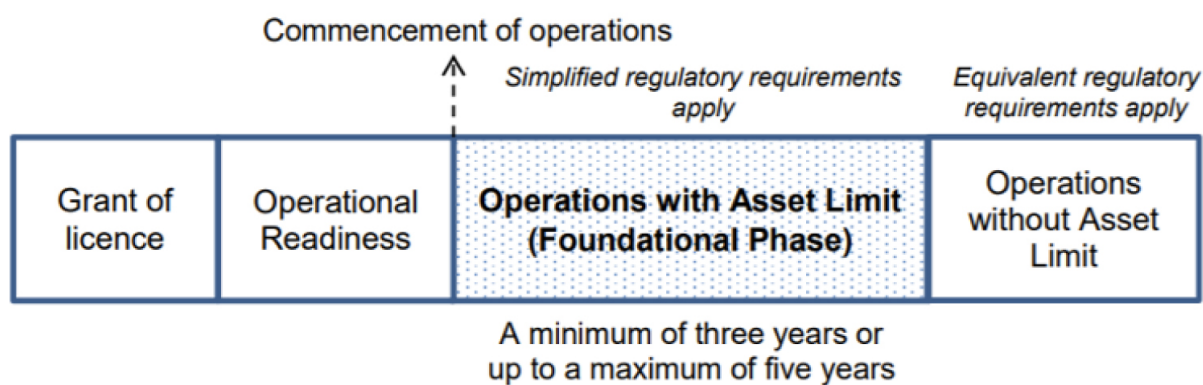 Commencement of operations
Simplified regulatory requirements
apply
Equivalent regulatory
requirements apply
Grant of
licence
Operational
Readiness
Operations with Asset Limit
(Foundational Phase)
Operations
without Asset
Limit
A minimum of three years or
up to a maximum of five years